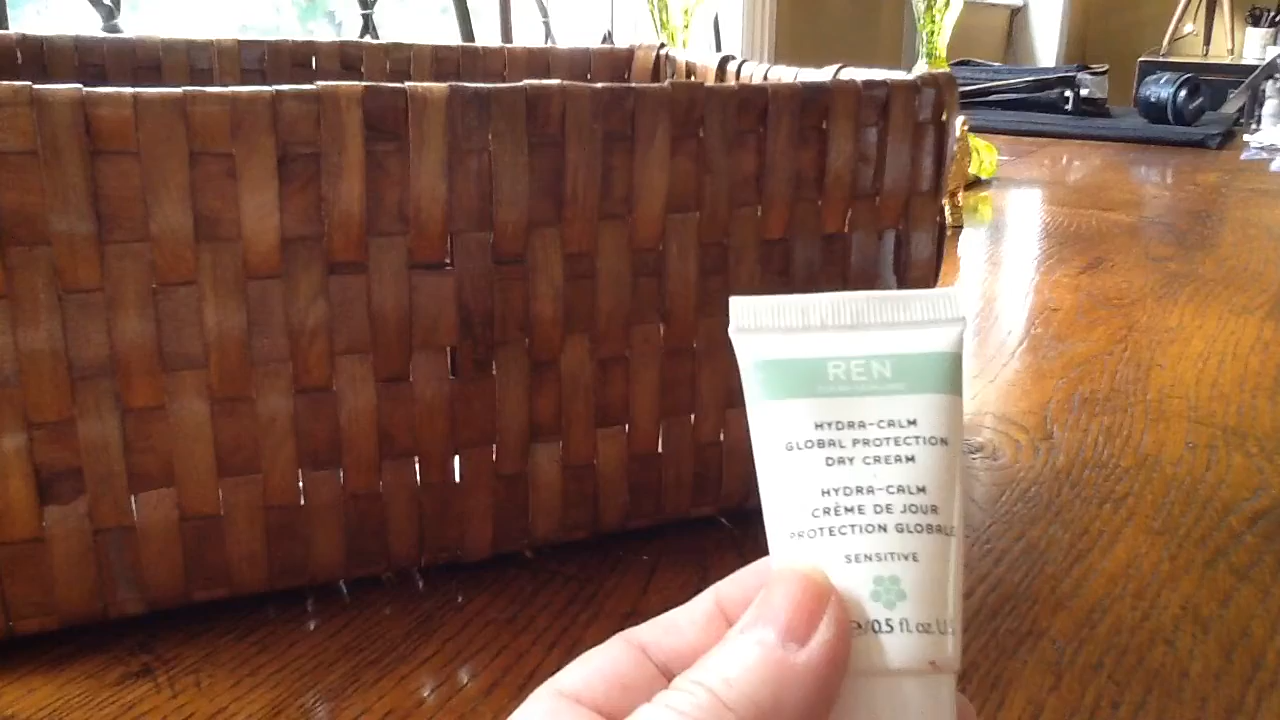 REN
HYDRA-CALM
GLOBAL PROTECTION
DAY CREAM
HYDRA-CALM
CRÈME DE JOUR
PROTECTION GLOBALE
SENSITIVE
e/0.5 fl. oz U